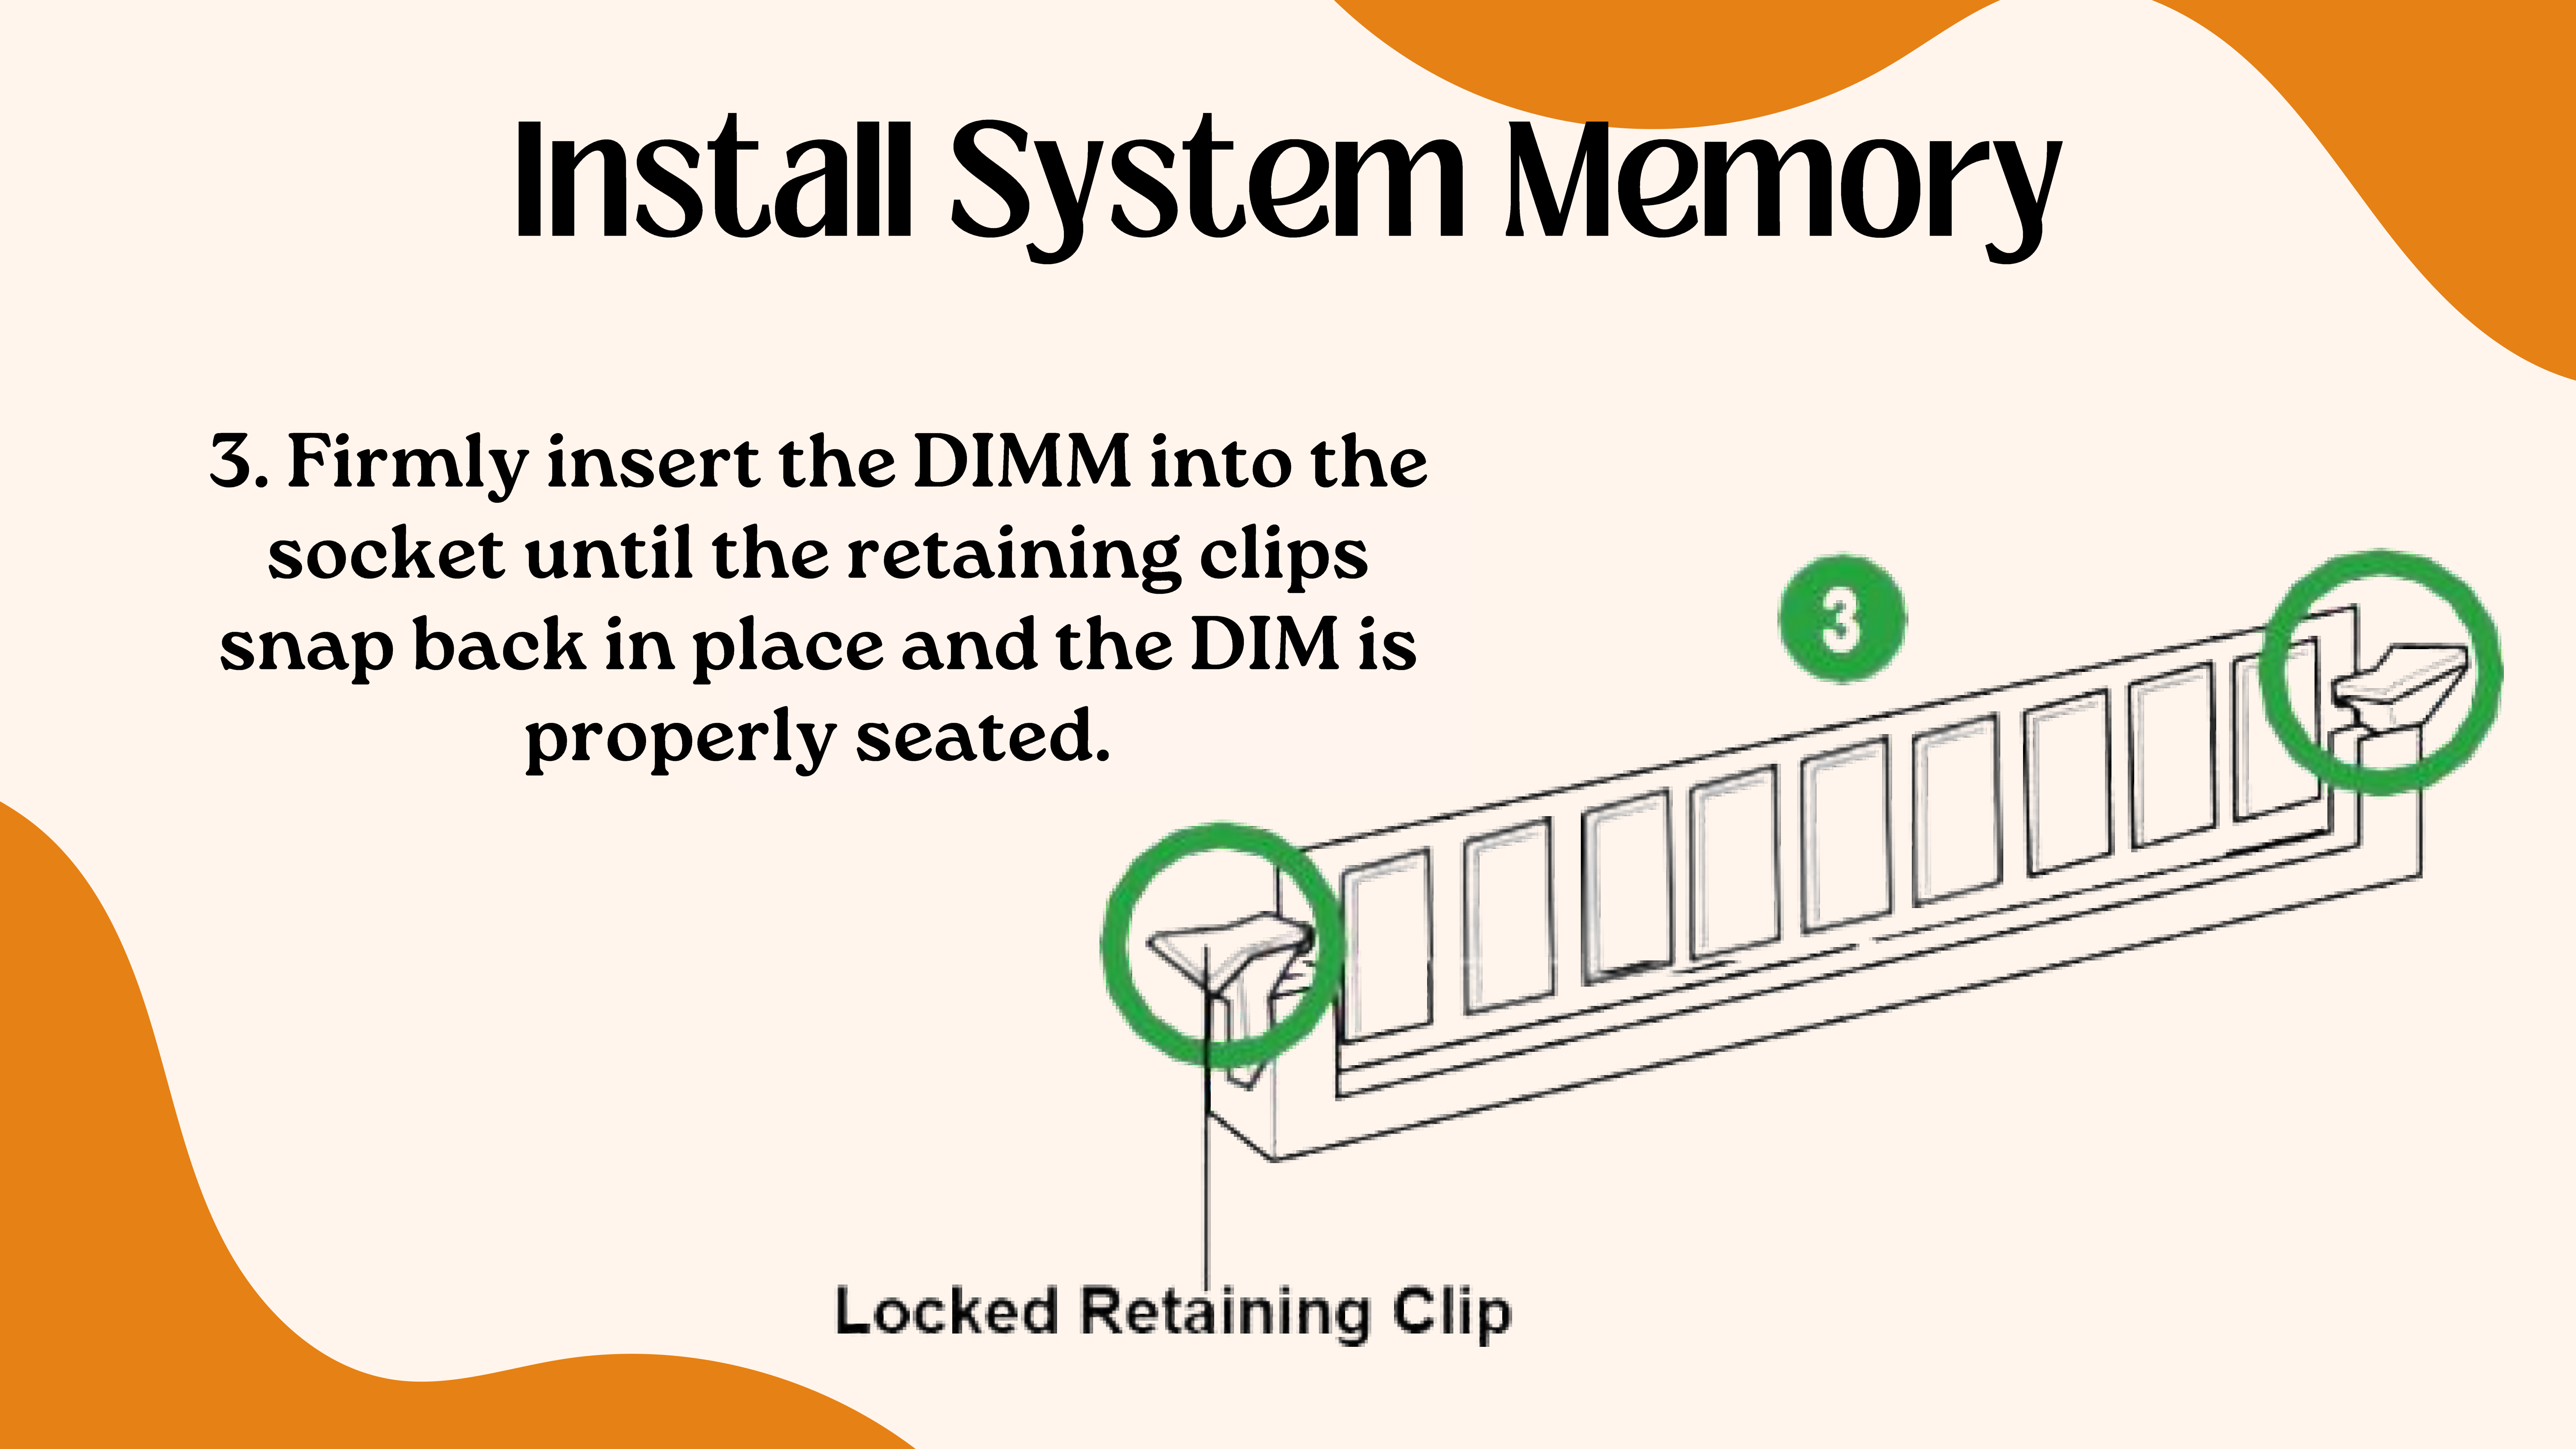 Install System Memory
3. Firmly insert the DIMM into the
socket until the retaining clips
snap back in place and the DIM is
properly seated.
3
Locked Retaining Clip